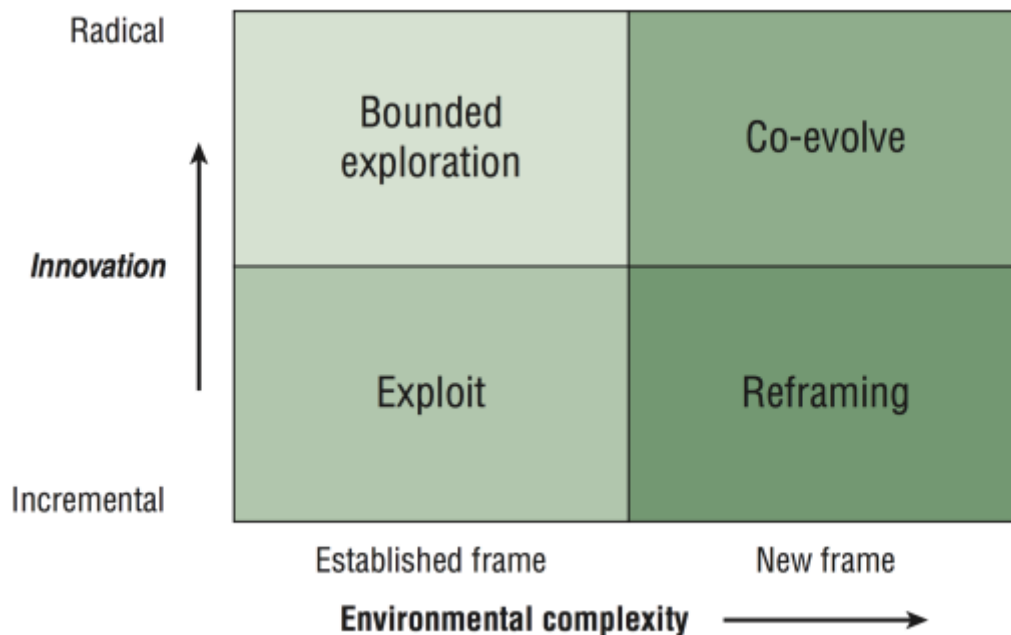 Radical
Bounded
exploration
Co-evolve
Innovation
Exploit
Reframing
Incremental
Established frame
New frame
Environmental complexity